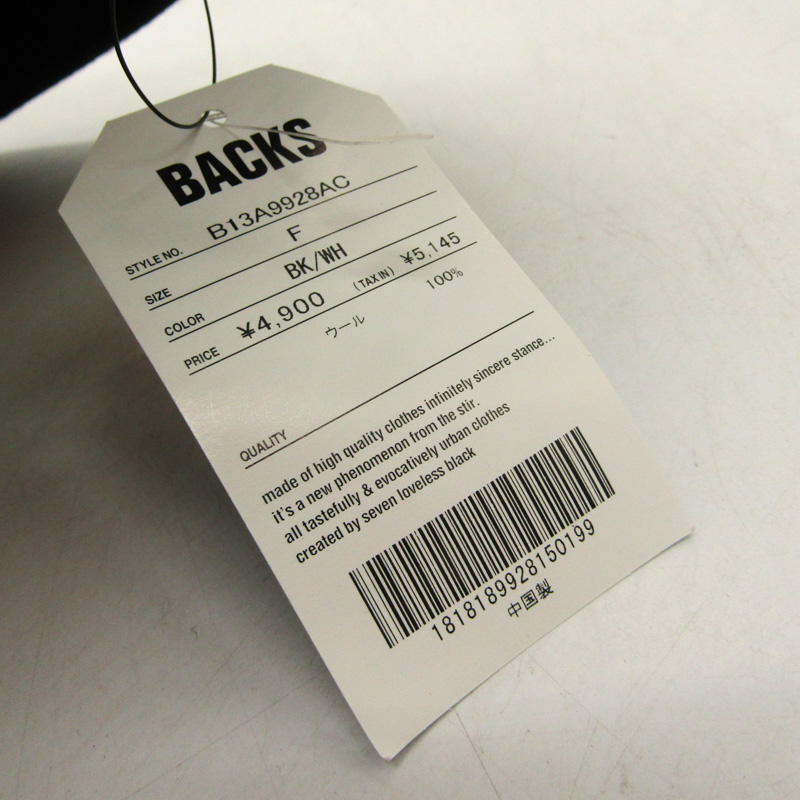 BACKS
STYLE NO. B13A9928AC
SIZE F
COLOR BK/WH
PRICE ¥4,900 (TAX IN) ¥5,145
ウール 100%
QUALITY
made of high quality clothes infinitely sincere stance...
it's a new phenomenon from the stir.
all tastefully & evocatively urban clothes
created by seven loveless black
1818189928150199
中国製